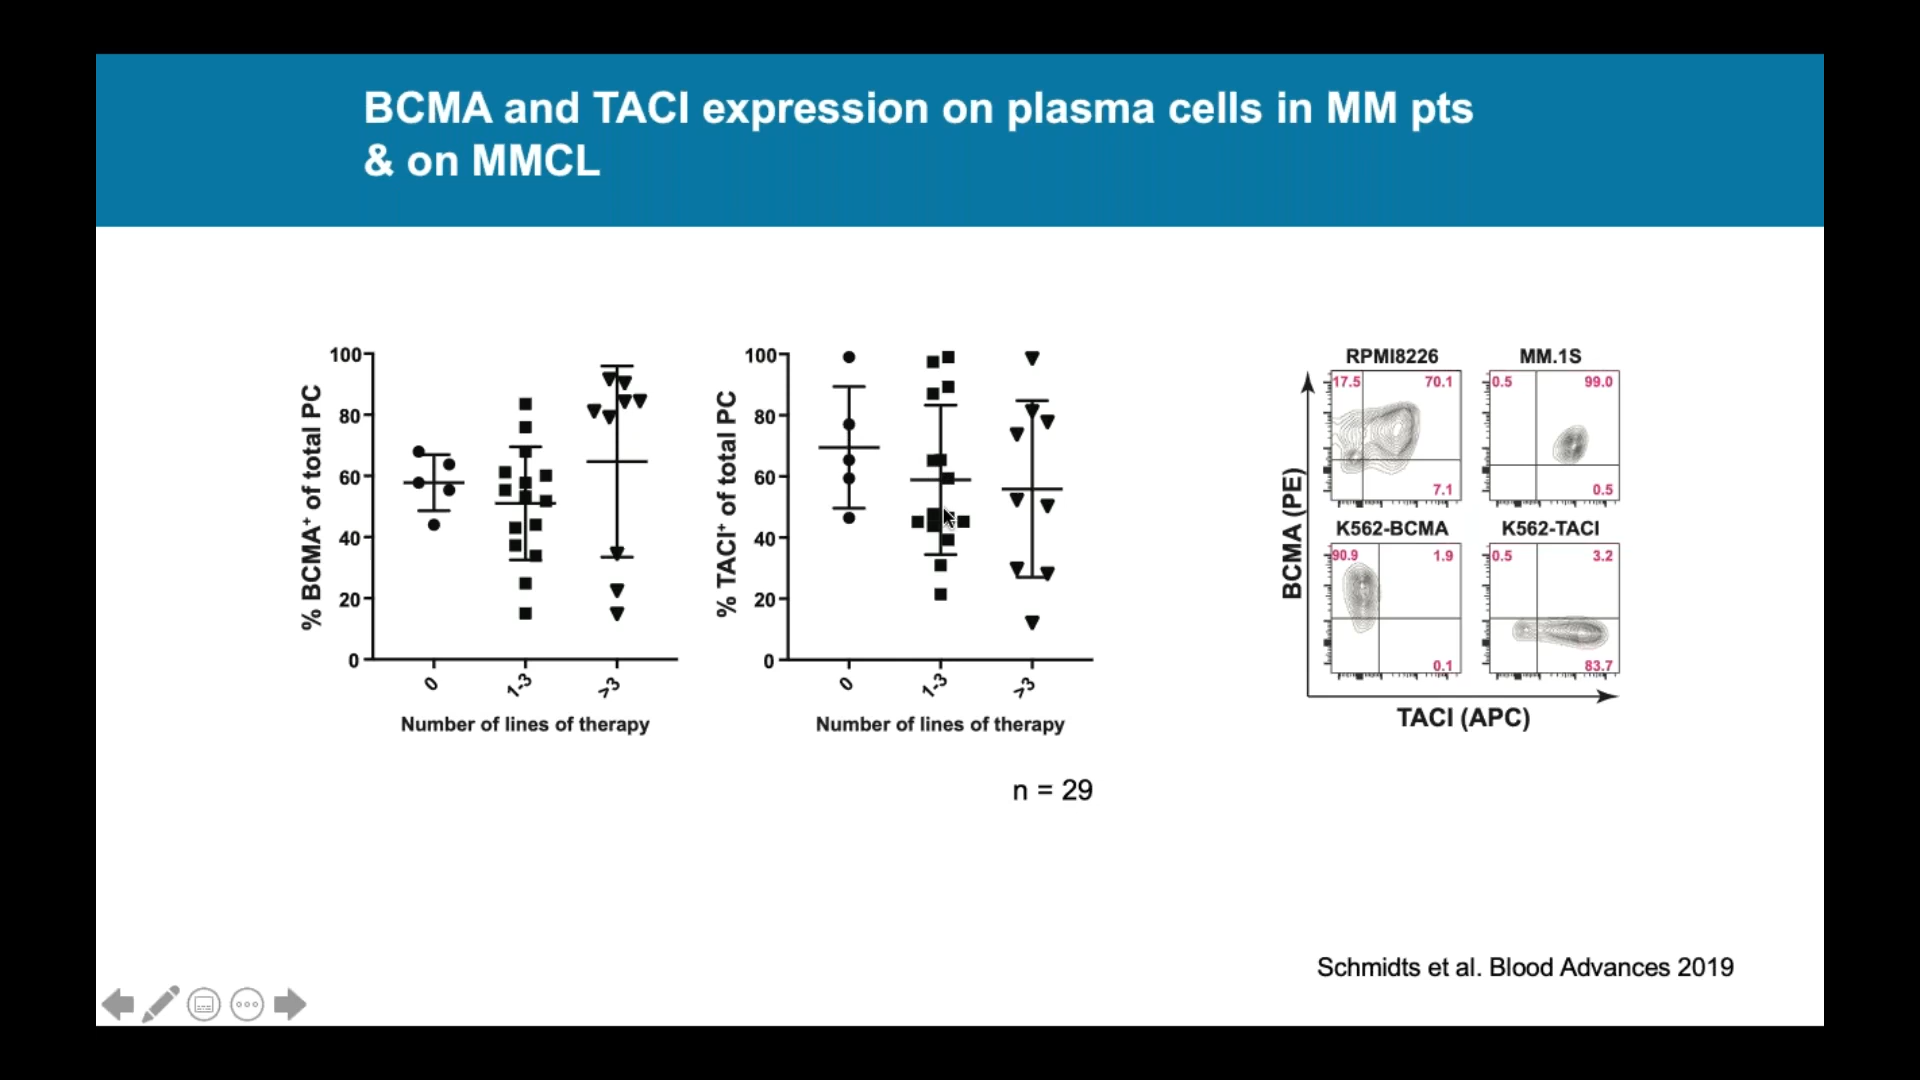 BCMA and TACI expression on plasma cells in MM pts
& on MMCL
% BCMA⁺ of total PC
100
80
60
40
20
0
0
1-3
>3
Number of lines of therapy
% TACI⁺ of total PC
100
80
60
40
20
0
0
1-3
>3
Number of lines of therapy
n = 29
BCMA (PE)
RPMI8226
17.5 70.1
7.1
MM.1S
0.5 99.0
0.5
K562-BCMA
90.9 1.9
0.1
K562-TACI
0.5 3.2
83.7
TACI (APC)
Schmidts et al. Blood Advances 2019